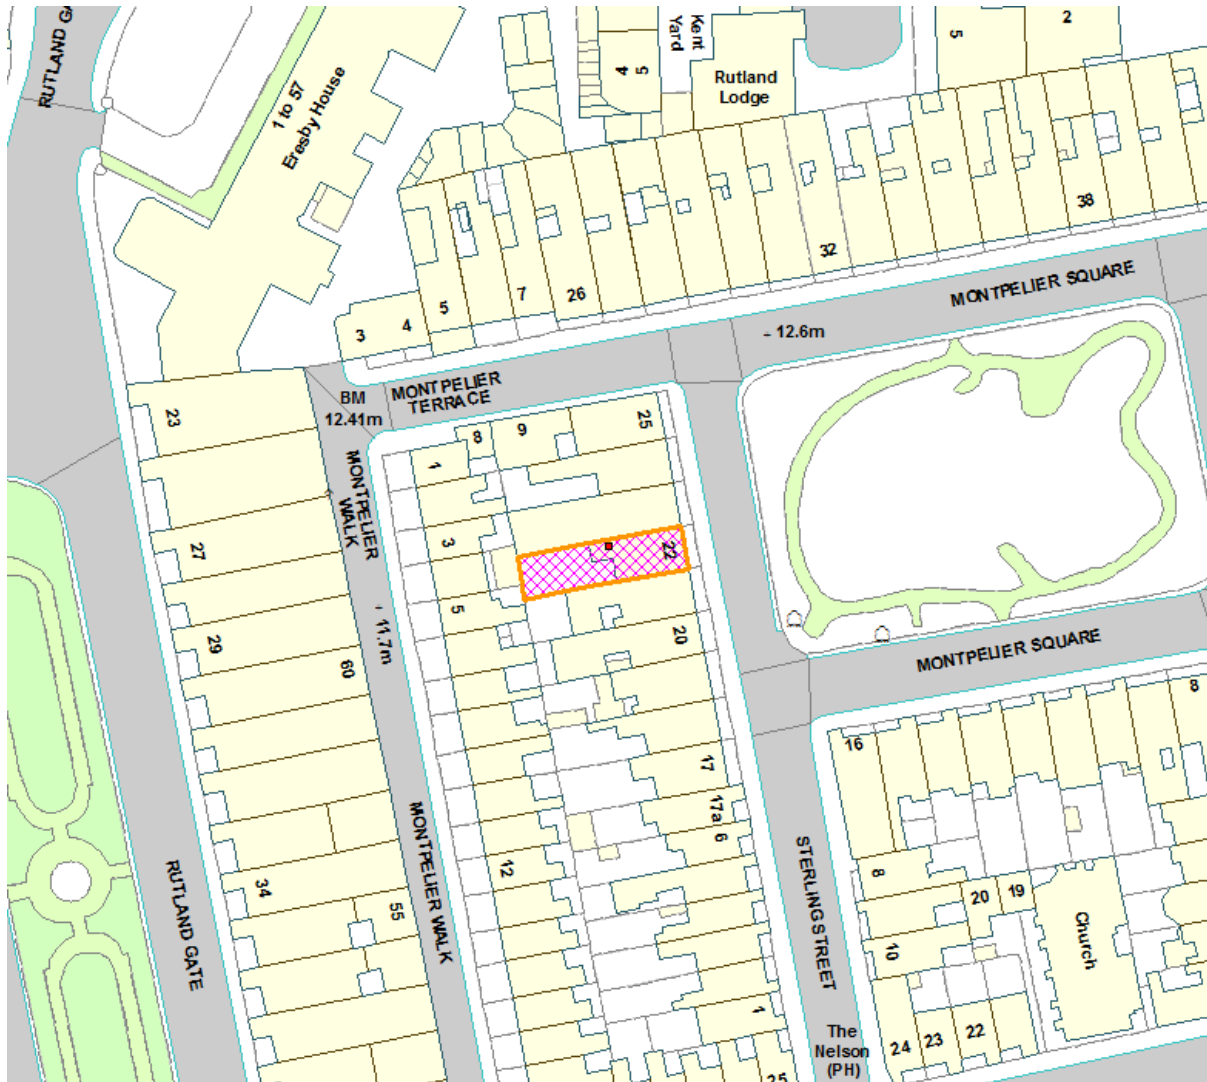 RUTLAND GA
1 to 57
Eresby House
Kent
Yard
4
5
Rutland
Lodge
5
2
38
32
MONTPELIER SQUARE
12.6m
3
4
5
7
26
BM
12.41m
MONTPELIER
TERRACE
23
27
29
60
34
55
MONTPELIER
WALK
11.7m
MONTPELIER WALK
RUTLAND GATE
1
8
9
25
3
5
22
20
17
17a
6
12
1
25
MONTPELIER SQUARE
8
16
STERLING STREET
8
10
20
19
Church
24
23
22
The
Nelson
(PH)